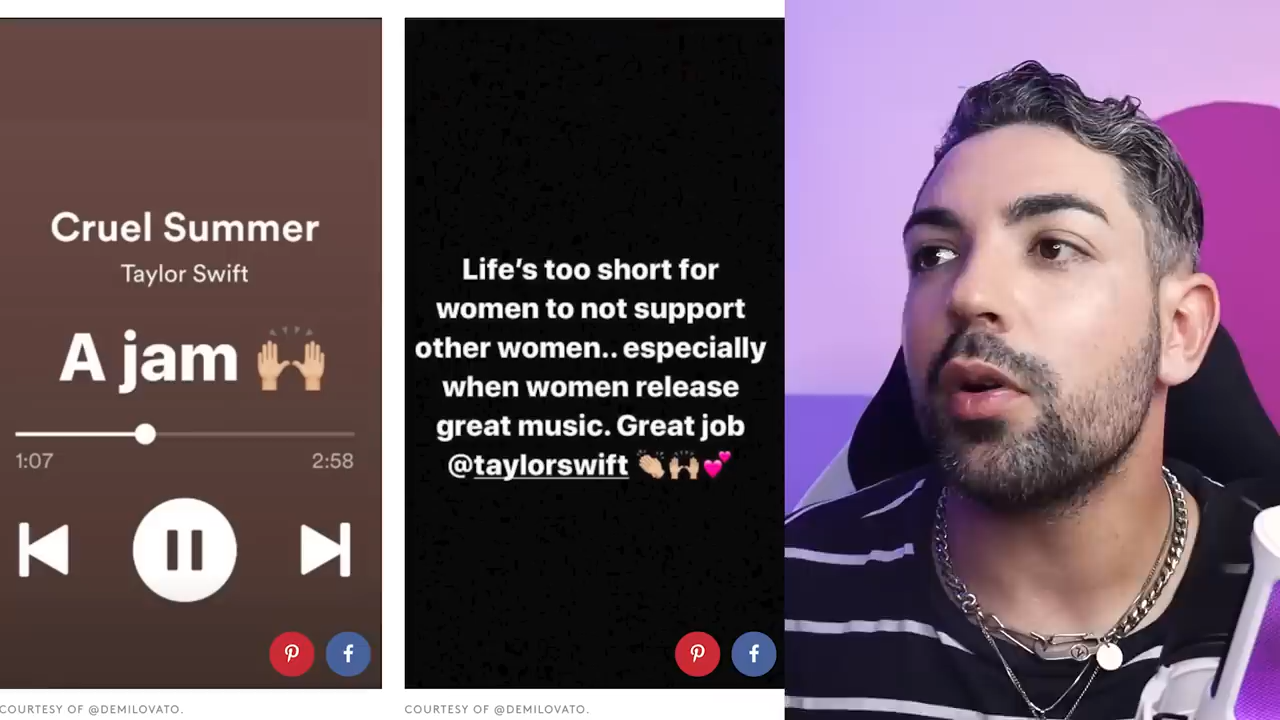 Cruel Summer
Taylor Swift
A jam 🙌🏼
1:07
2:58
COURTESY OF @DEMILOVATO.
Life’s too short for
women to not support
other women.. especially
when women release
great music. Great job
@taylorswift 👏🏼🙌🏼💕
COURTESY OF @DEMILOVATO.